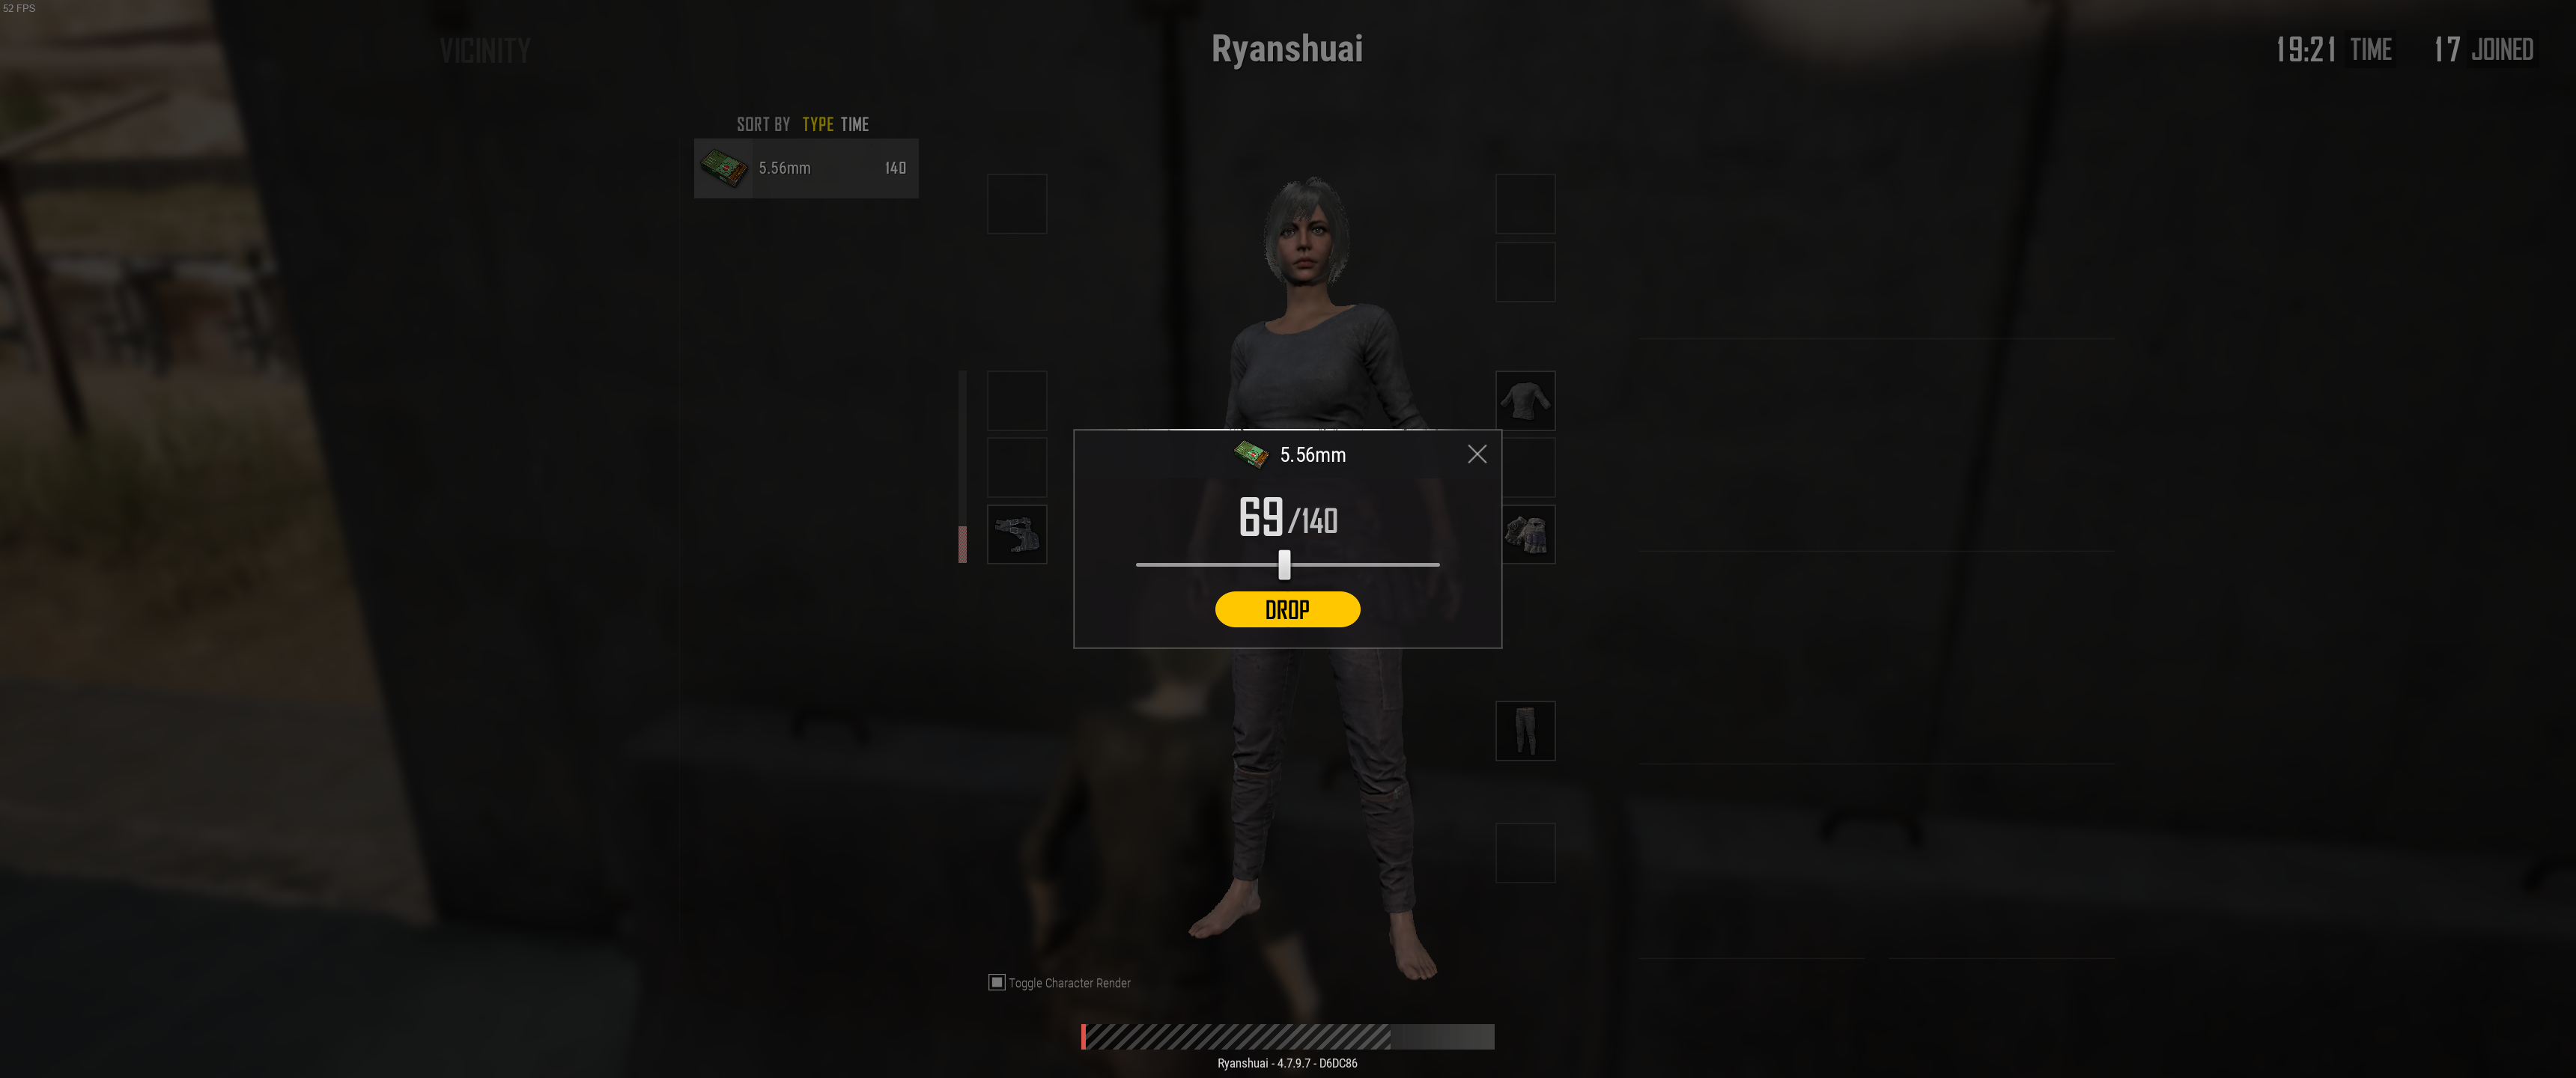 52 FPS
VICINITY
Ryanshuai
19:21 TIME 17 JOINED
SORT BY TYPE TIME
5.56mm 140
5.56mm
69/140
DROP
Toggle Character Render
Ryanshuai - 4.7.9.7 - D6DC86